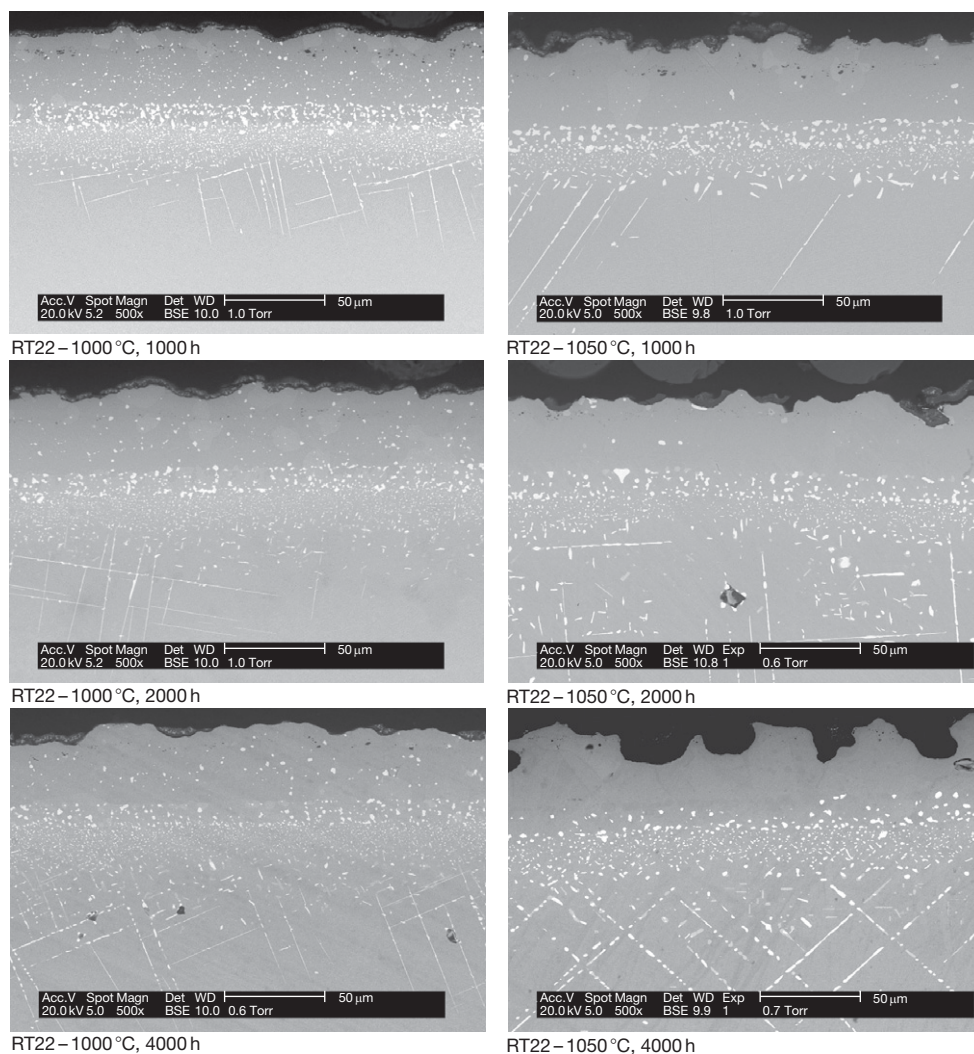 Acc.V Spot Magn Det WD 50 µm
20.0 kV 5.2 500x BSE 10.0 1.0 Torr
RT22 – 1000 °C, 1000 h
Acc.V Spot Magn Det WD 50 µm
20.0 kV 5.0 500x BSE 9.8 1.0 Torr
RT22 – 1050 °C, 1000 h
Acc.V Spot Magn Det WD 50 µm
20.0 kV 5.2 500x BSE 10.0 1.0 Torr
RT22 – 1000 °C, 2000 h
Acc.V Spot Magn Det WD Exp 50 µm
20.0 kV 5.0 500x BSE 10.8 1 0.6 Torr
RT22 – 1050 °C, 2000 h
Acc.V Spot Magn Det WD 50 µm
20.0 kV 5.0 500x BSE 10.0 0.6 Torr
RT22 – 1000 °C, 4000 h
Acc.V Spot Magn Det WD Exp 50 µm
20.0 kV 5.0 500x BSE 9.9 1 0.7 Torr
RT22 – 1050 °C, 4000 h